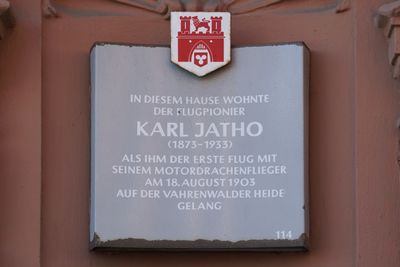 IN DIESEM HAUSE WOHNTE
DER FLUGPIONIER
KARL JATHO
(1873-1933)
ALS IHM DER ERSTE FLUG MIT
SEINEM MOTORDRACHENFLIEGER
AM 18. AUGUST 1903
AUF DER VAHRENWALDER HEIDE
GELANG
114